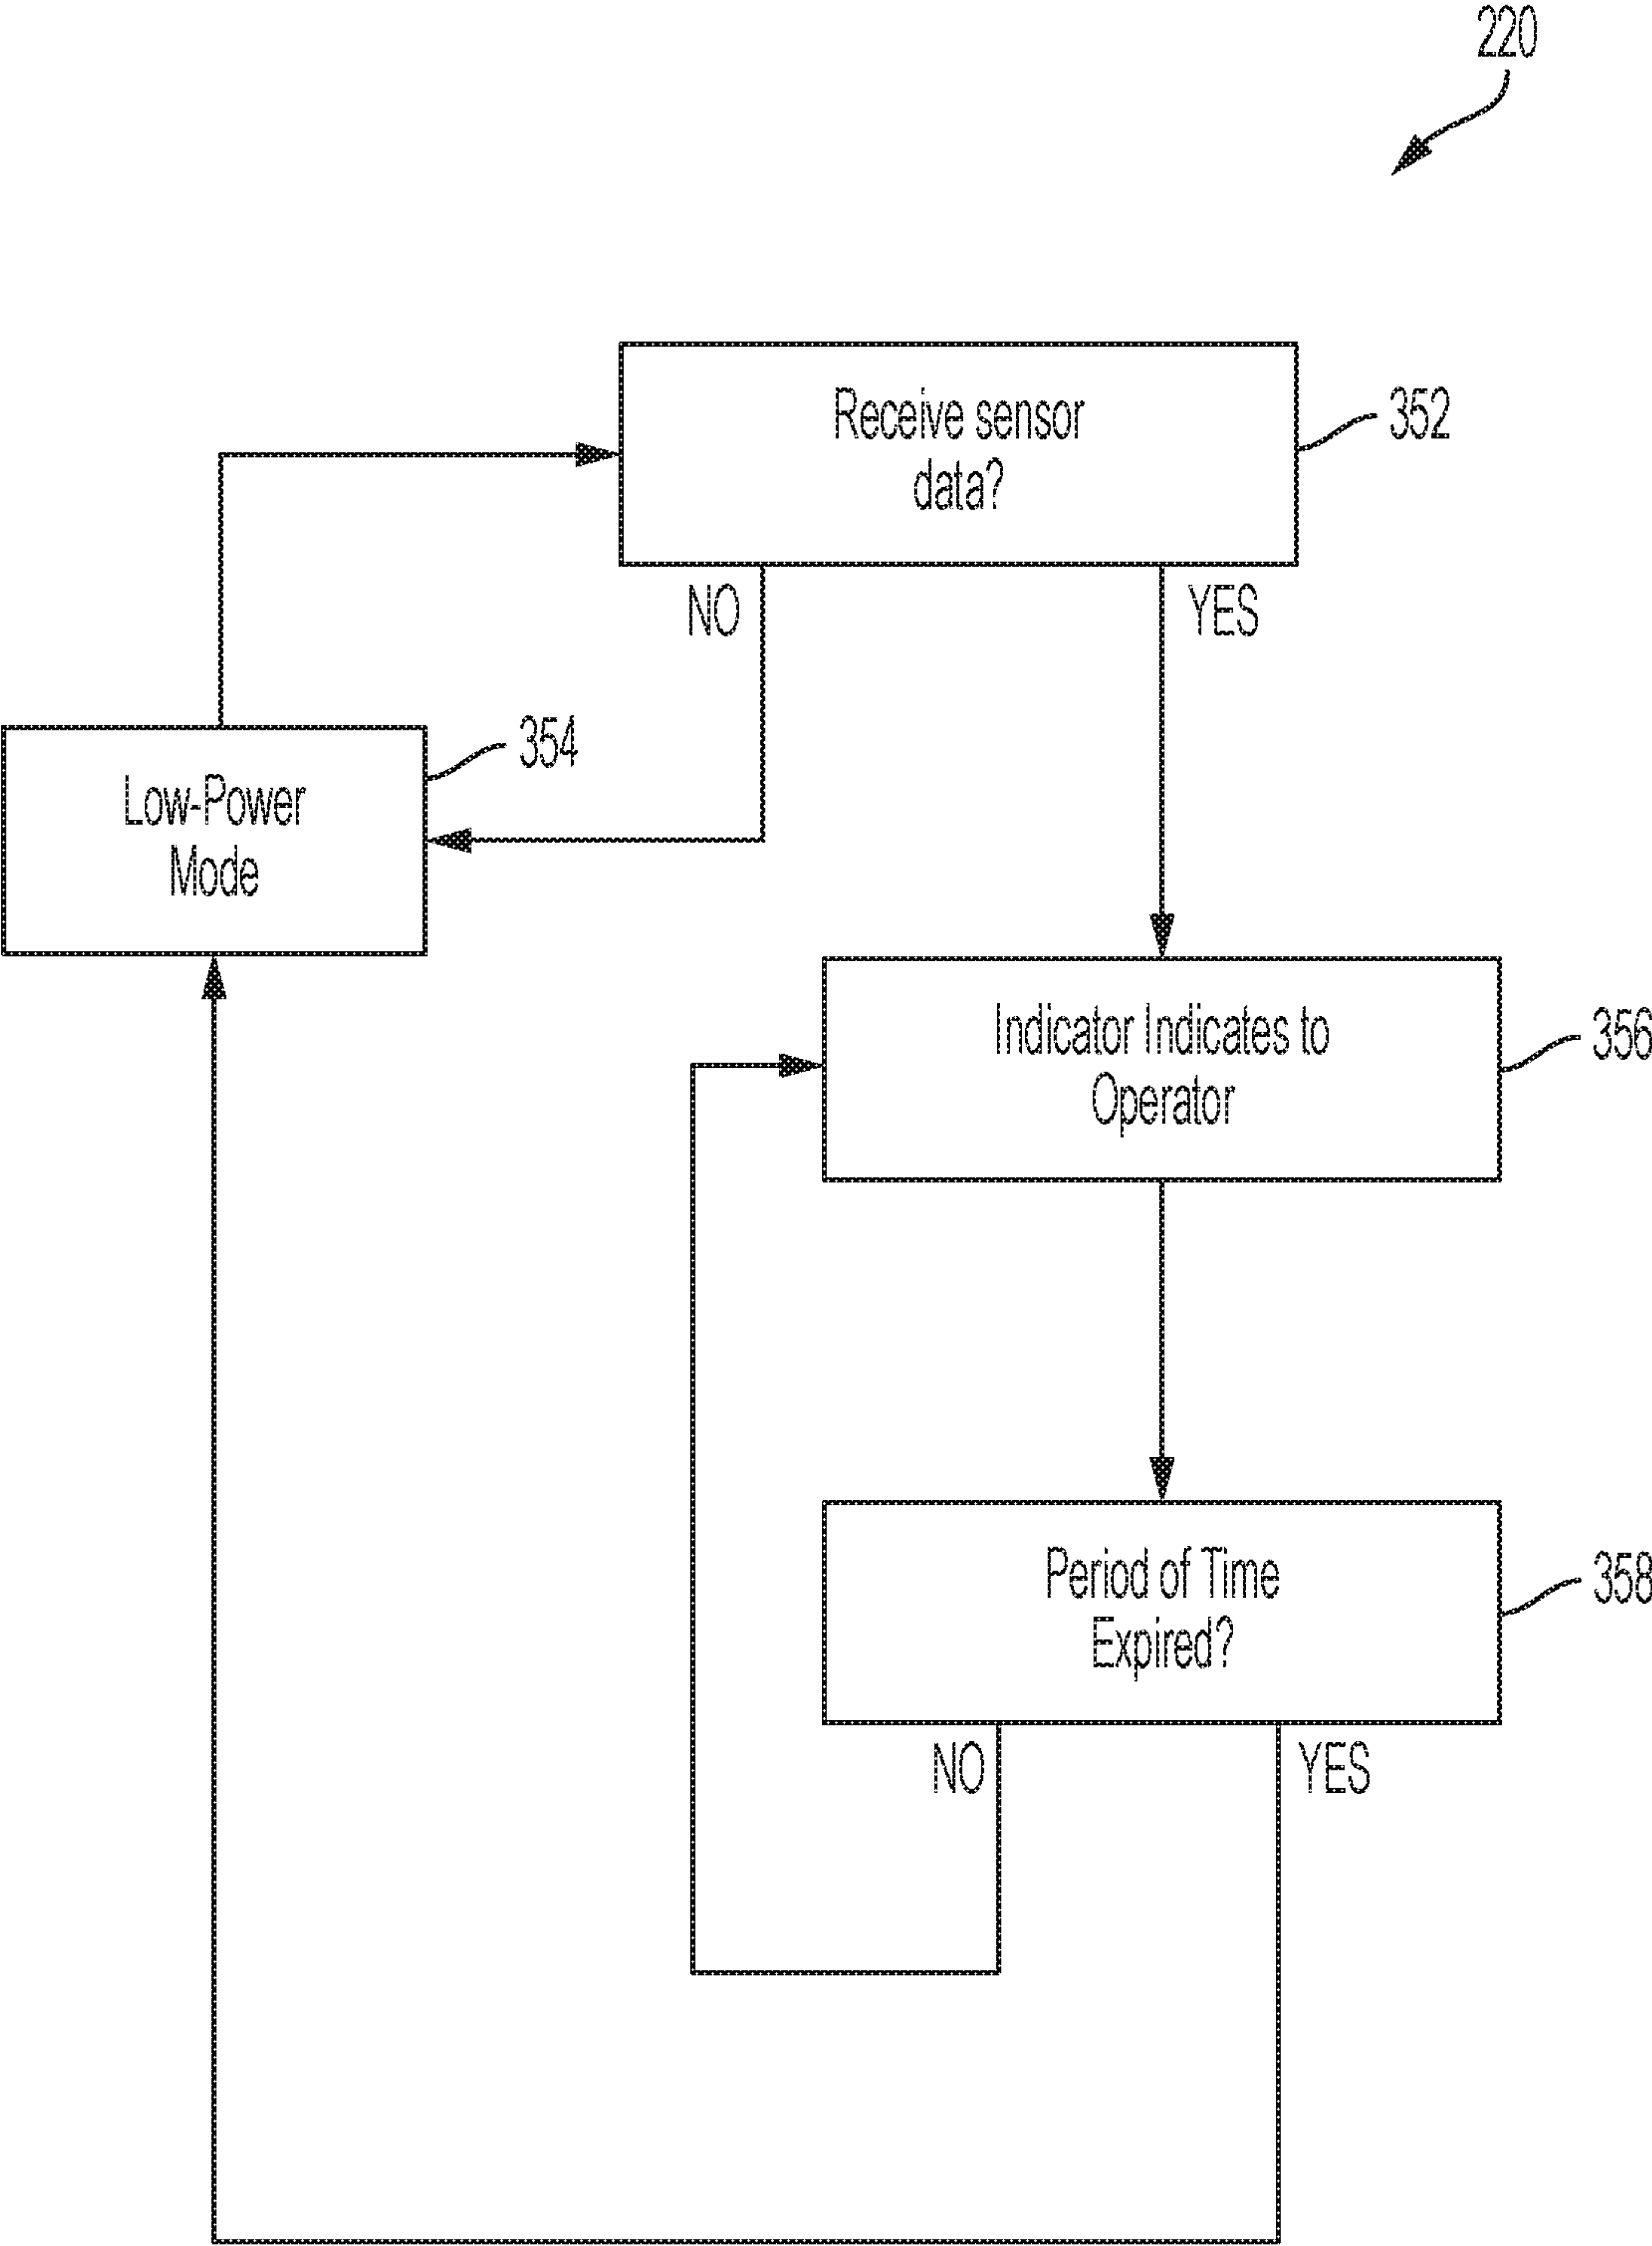 220
Receive sensor
data?
352
NO
YES
354
Low-Power
Mode
Indicator Indicates to
Operator
356
Period of Time
Expired?
358
NO
YES